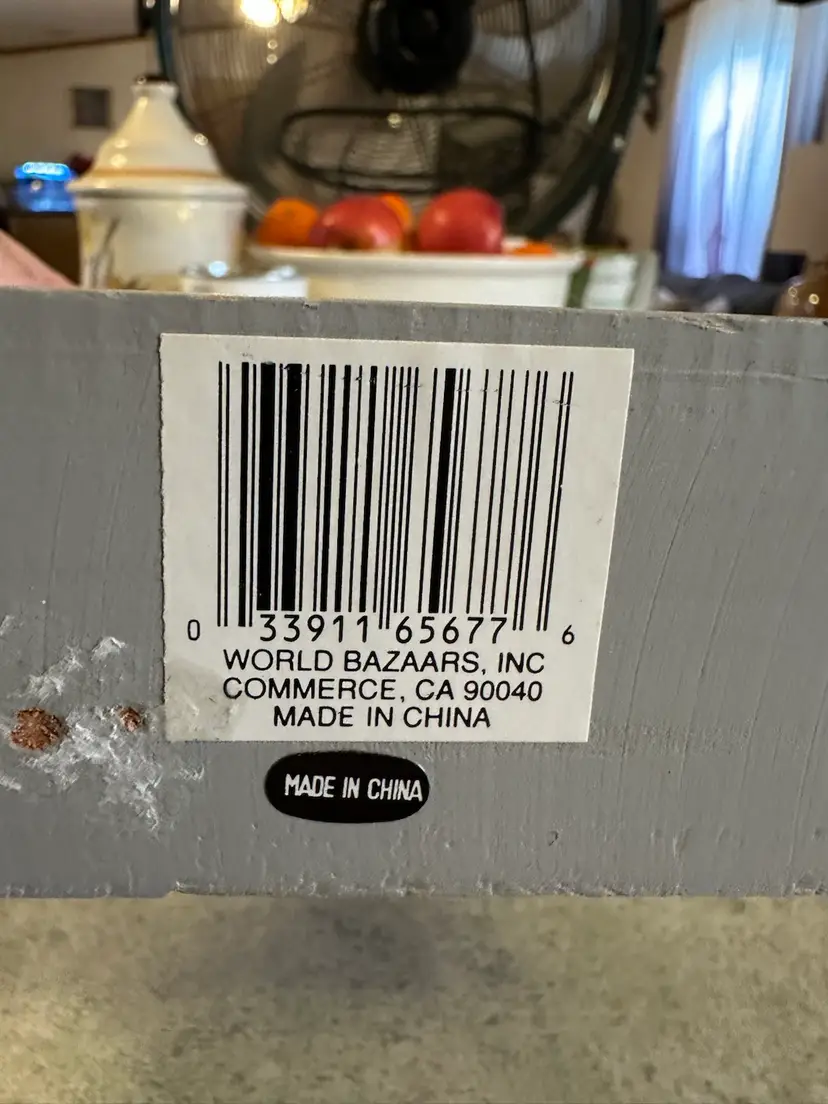 0 33911 65677 6
WORLD BAZAARS, INC
COMMERCE, CA 90040
MADE IN CHINA
MADE IN CHINA